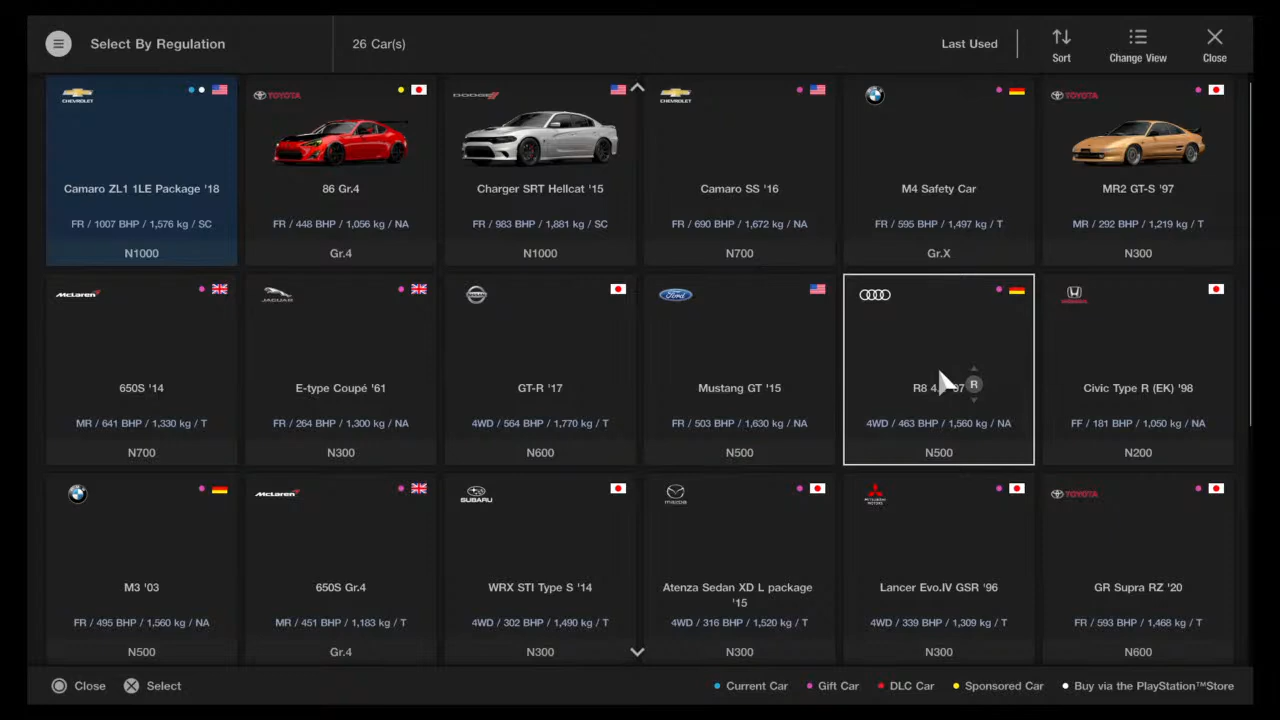 Select By Regulation
26 Car(s)
Last Used
Sort
Change View
Close
CHEVROLET
TOYOTA
DODGE
CHEVROLET
TOYOTA
Camaro ZL1 1LE Package '18
86 Gr.4
Charger SRT Hellcat '15
Camaro SS '16
M4 Safety Car
MR2 GT-S '97
FR / 1007 BHP / 1,576 kg / SC
FR / 448 BHP / 1,056 kg / NA
FR / 983 BHP / 1,881 kg / SC
FR / 690 BHP / 1,672 kg / NA
FR / 595 BHP / 1,497 kg / T
MR / 292 BHP / 1,219 kg / T
N1000
Gr.4
N1000
N700
Gr.X
N300
McLaren
JAGUAR
NISSAN
Ford
HONDA
650S '14
E-type Coupé '61
GT-R '17
Mustang GT '15
R8 4.
R
Civic Type R (EK) '98
MR / 641 BHP / 1,330 kg / T
FR / 264 BHP / 1,300 kg / NA
4WD / 564 BHP / 1,770 kg / T
FR / 503 BHP / 1,630 kg / NA
4WD / 463 BHP / 1,560 kg / NA
FF / 181 BHP / 1,050 kg / NA
N700
N300
N600
N500
N500
N200
McLaren
SUBARU
mazda
MITSUBISHI MOTORS
TOYOTA
M3 '03
650S Gr.4
WRX STI Type S '14
Atenza Sedan XD L package
'15
Lancer Evo.IV GSR '96
GR Supra RZ '20
FR / 495 BHP / 1,560 kg / NA
MR / 451 BHP / 1,183 kg / T
4WD / 302 BHP / 1,490 kg / T
4WD / 316 BHP / 1,520 kg / T
4WD / 339 BHP / 1,309 kg / T
FR / 593 BHP / 1,468 kg / T
N500
Gr.4
N300
N300
N300
N600
Close
Select
Current Car
Gift Car
DLC Car
Sponsored Car
Buy via the PlayStation™Store